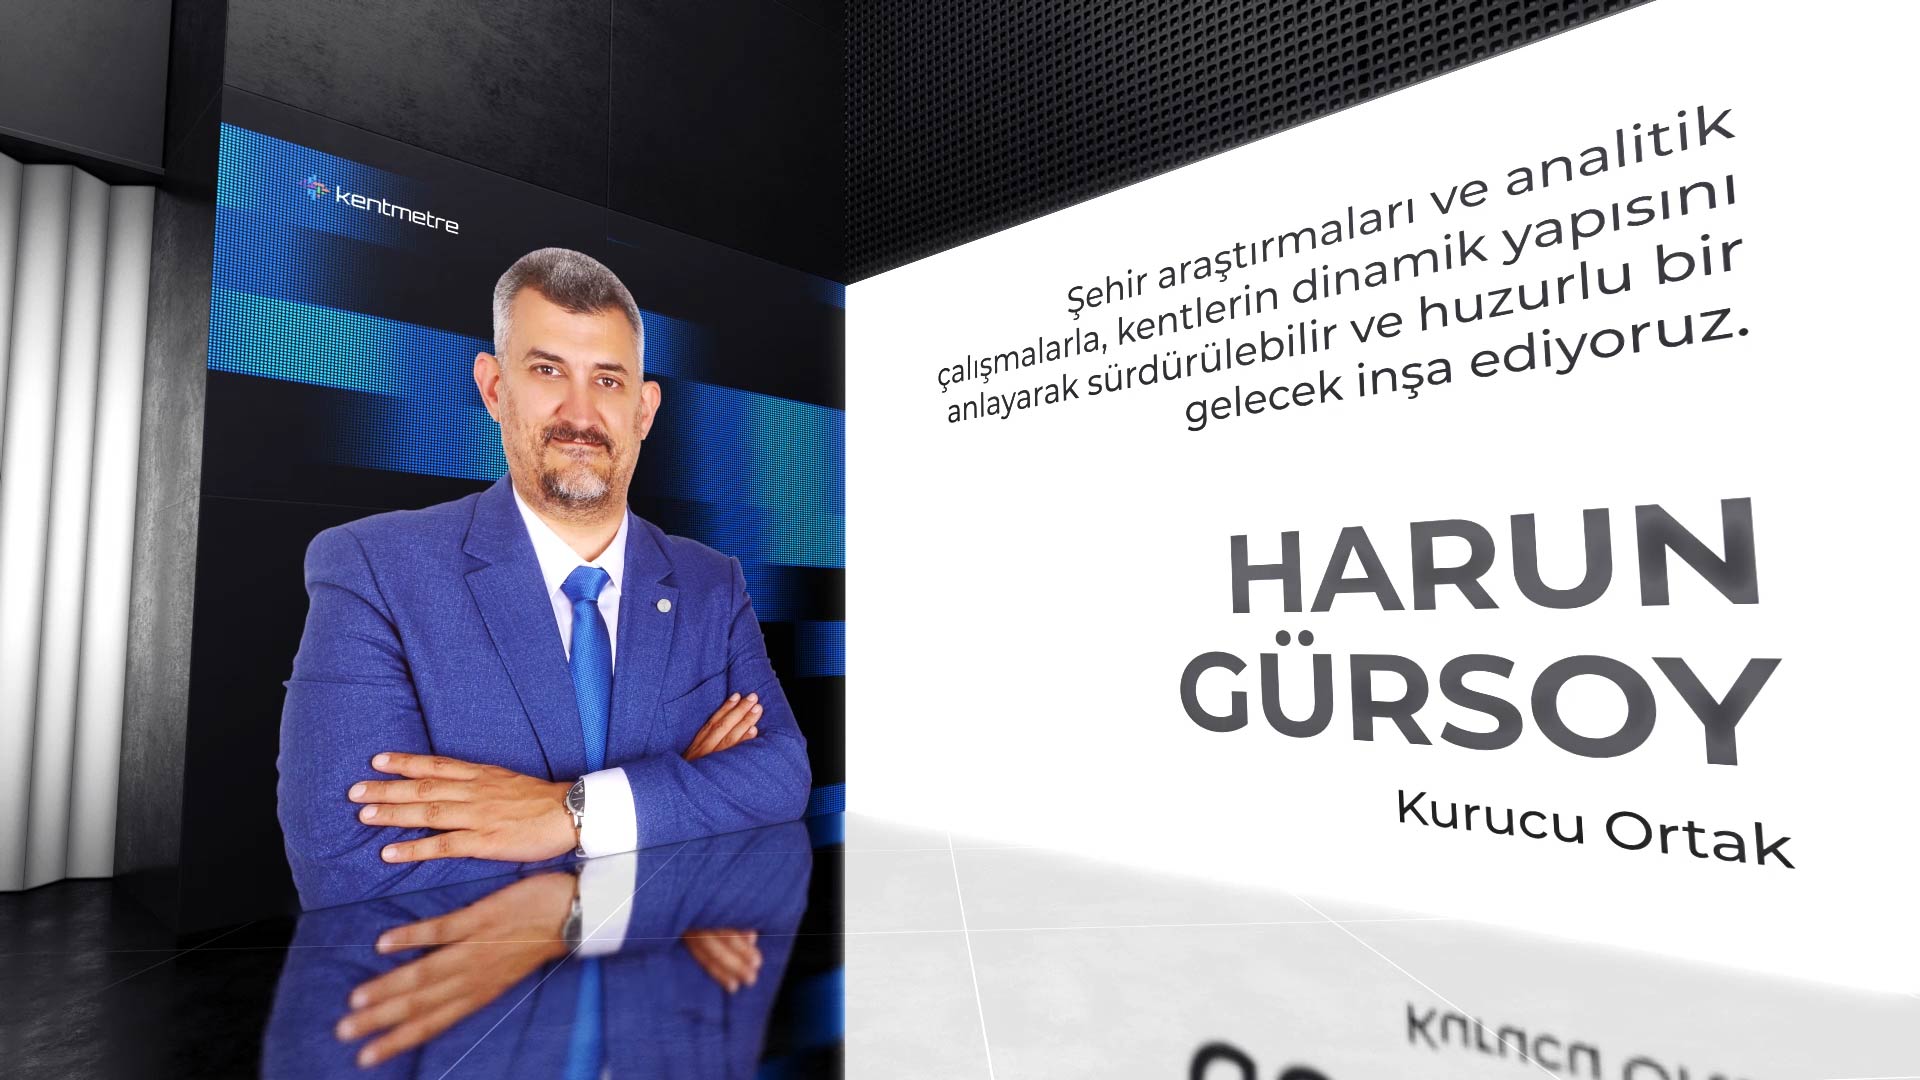 kentmetre
Şehir araştırmaları ve analitik
çalışmalarla, kentlerin dinamik yapısını
anlayarak sürdürülebilir ve huzurlu bir
gelecek inşa ediyoruz.
HARUN
GÜRSOY
Kurucu Ortak